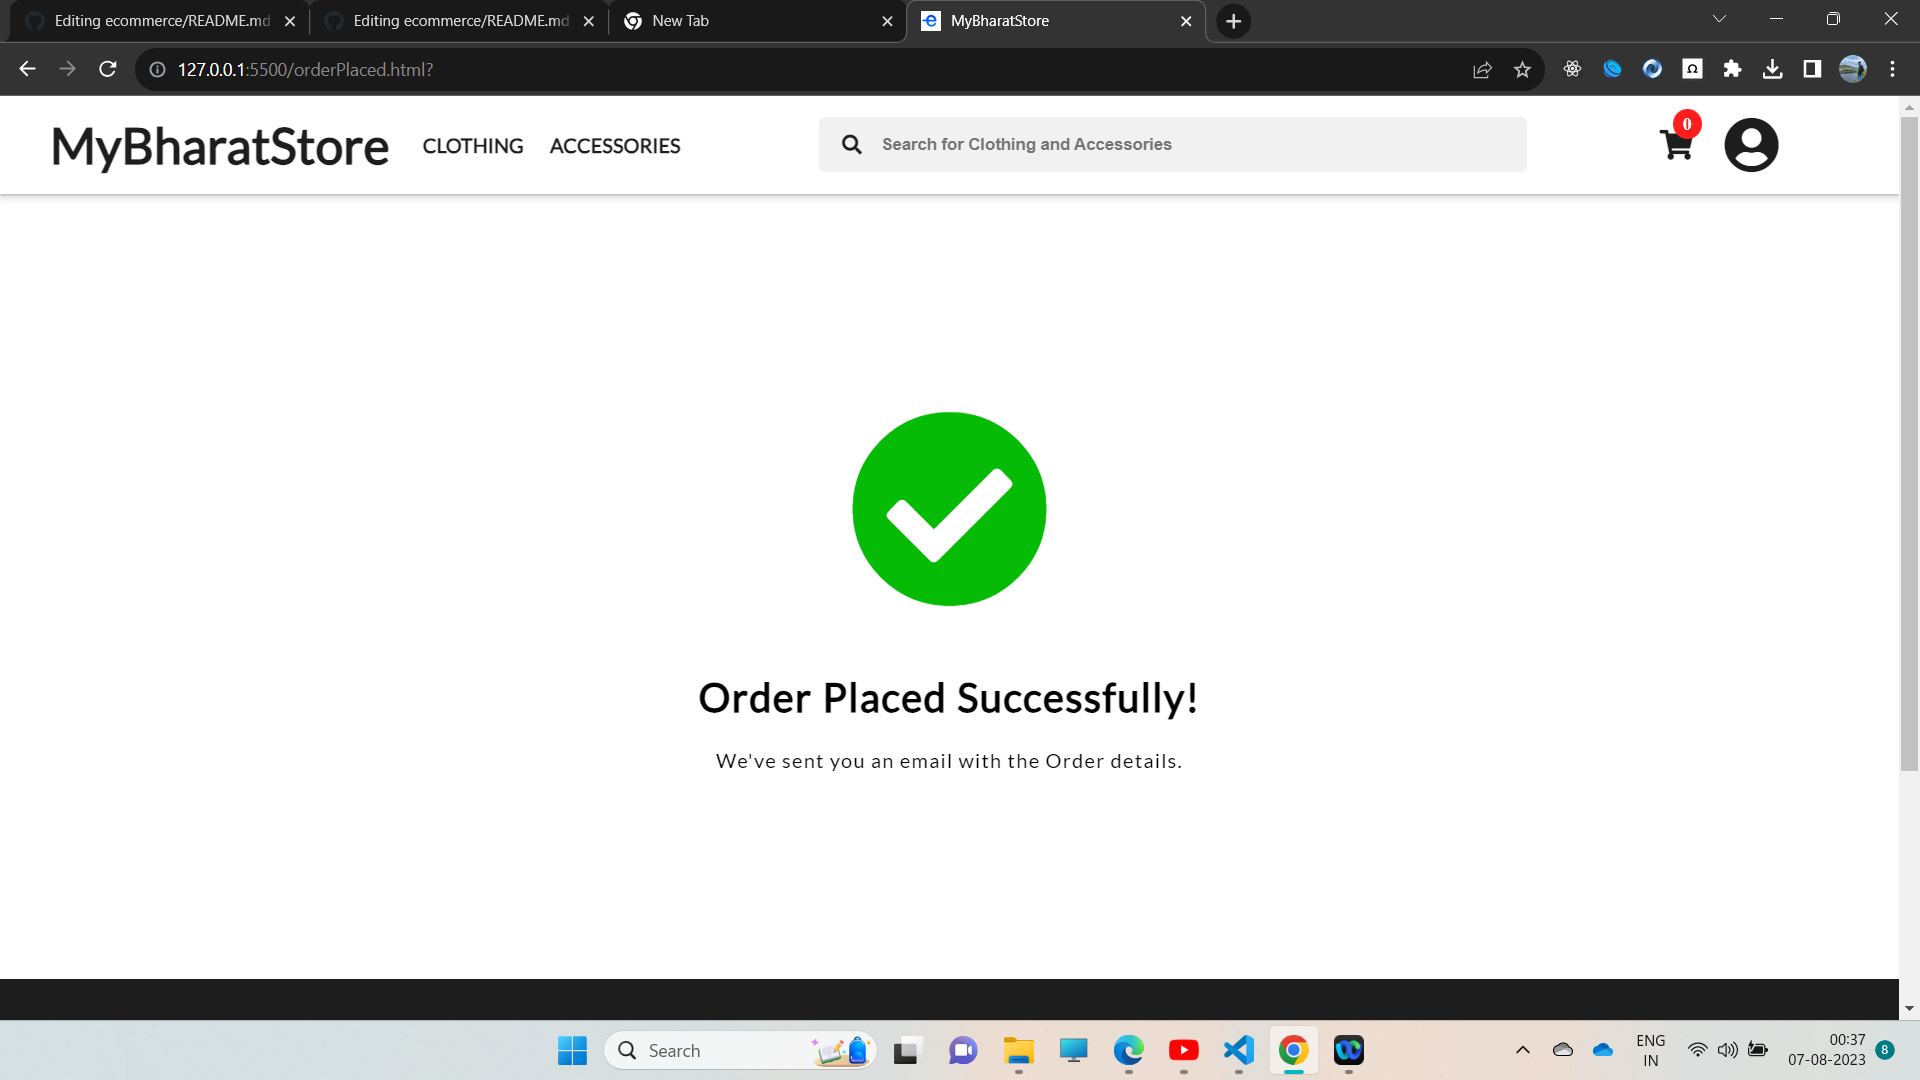 Editing ecommerce/README.md
Editing ecommerce/README.md
New Tab
MyBharatStore
127.0.0.1:5500/orderPlaced.html?
MyBharatStore CLOTHING ACCESSORIES
Search for Clothing and Accessories
0
Order Placed Successfully!
We've sent you an email with the Order details.
Search
ENG
IN
00:37
07-08-2023
8